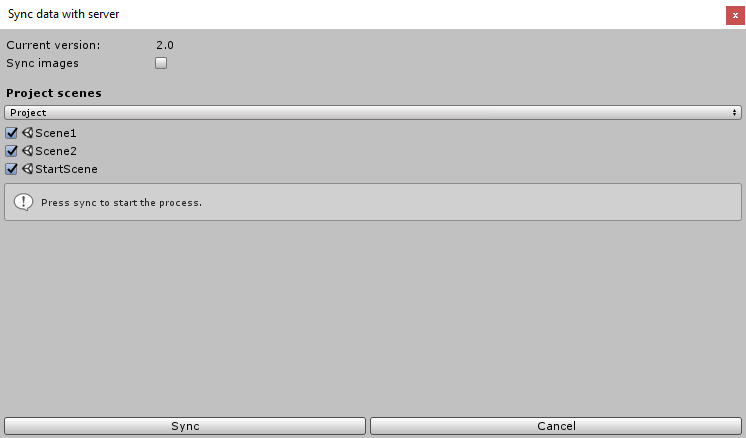 Sync data with server
x
Current version: 2.0
Sync images
Project scenes
Project
Scene1
Scene2
StartScene
! Press sync to start the process.
Sync Cancel